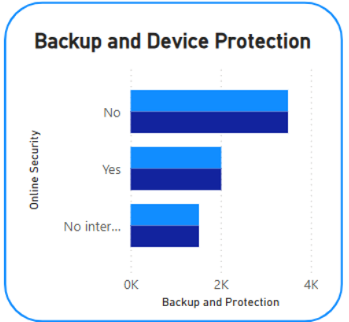 Backup and Device Protection
Online Security
No
Yes
No inter...
0K 2K 4K
Backup and Protection